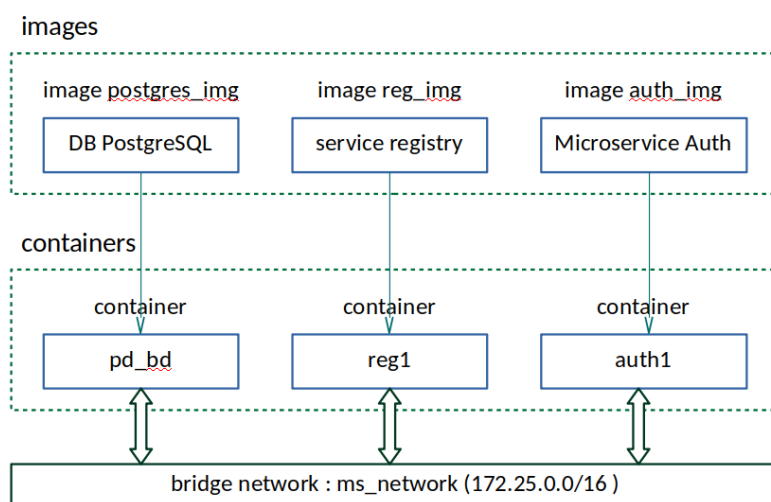 images
image postgres_img
image reg_img
image auth_img
DB PostgreSQL
service registry
Microservice Auth
containers
container
container
container
pd_bd
reg1
auth1
bridge network : ms_network (172.25.0.0/16 )